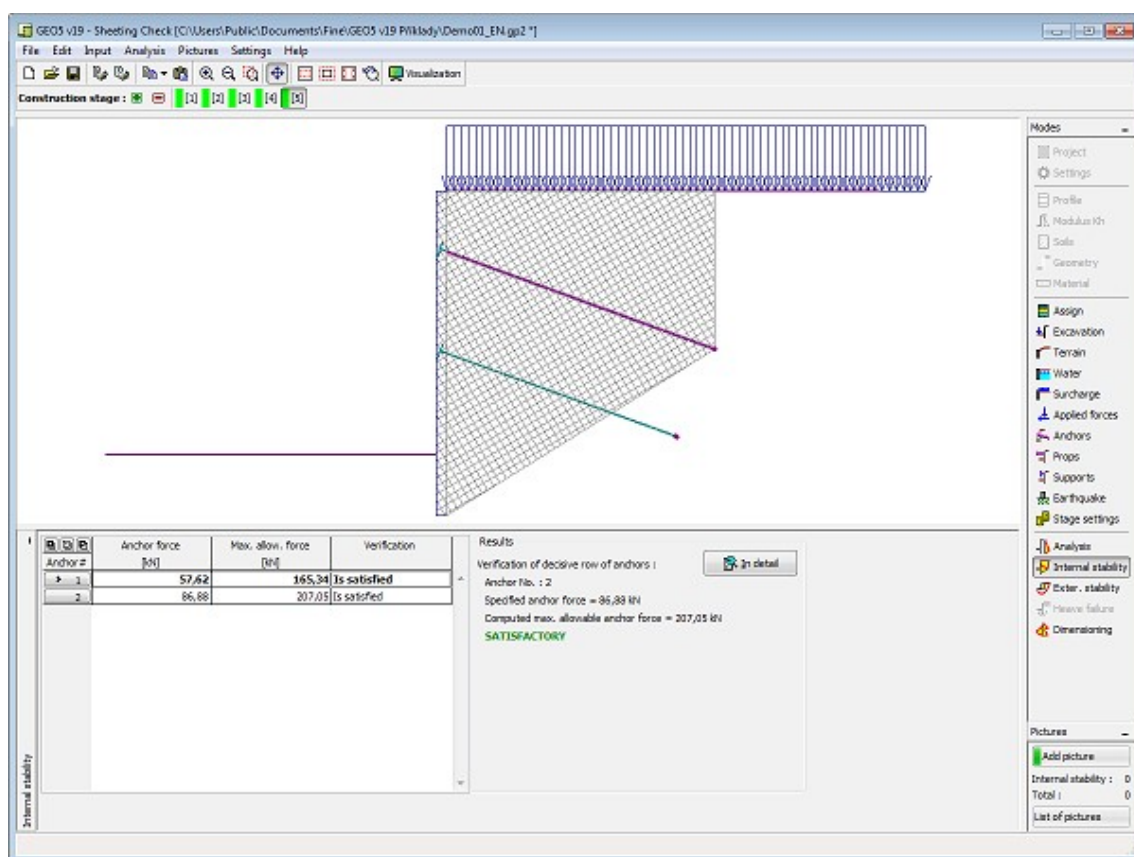 GEO5 v19 - Sheeting Check [C:\Users\Public\Documents\Fine\GEO5 v19 Příklady\Demo01_EN.gp2 *]
File Edit Input Analysis Pictures Settings Help
Visualization
Construction stage : [1] [2] [3] [4] [5]
Modes
Project
Settings
Profile
Modulus Kh
Soils
Geometry
Material
Assign
Excavation
Terrain
Water
Surcharge
Applied forces
Anchors
Props
Supports
Earthquake
Stage settings
Analysis
Internal stability
Exter. stability
Heave failure
Dimensioning
Anchor # Anchor force [kN] Max. allow. force [kN] Verification
1 57,62 165,34 Is satisfied
2 86,88 207,05 Is satisfied
Results
Verification of decisive row of anchors :
In detail
Anchor No. : 2
Specified anchor force = 86,88 kN
Computed max. allowable anchor force = 207,05 kN
SATISFACTORY
Internal stability
Pictures
Add picture
Internal stability : 0
Total : 0
List of pictures